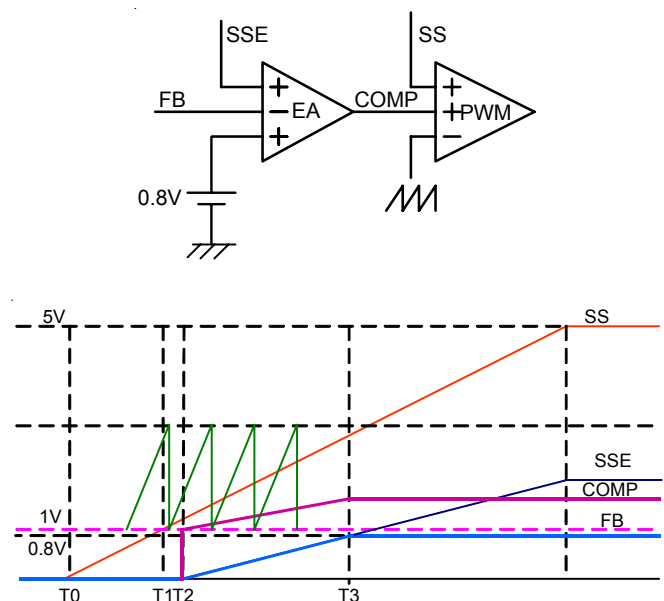 SSE
SS
FB
EA
COMP
PWM
0.8V
5V
SS
SSE
COMP
1V
FB
0.8V
T0
T1T2
T3